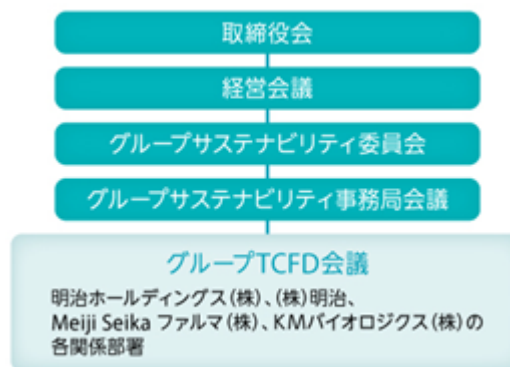 取締役会
経営会議
グループサステナビリティ委員会
グループサステナビリティ事務局会議
グループTCFD会議
明治ホールディングス(株)、(株)明治、
Meiji Seika ファルマ(株)、KMバイオロジクス(株)の
各関係部署